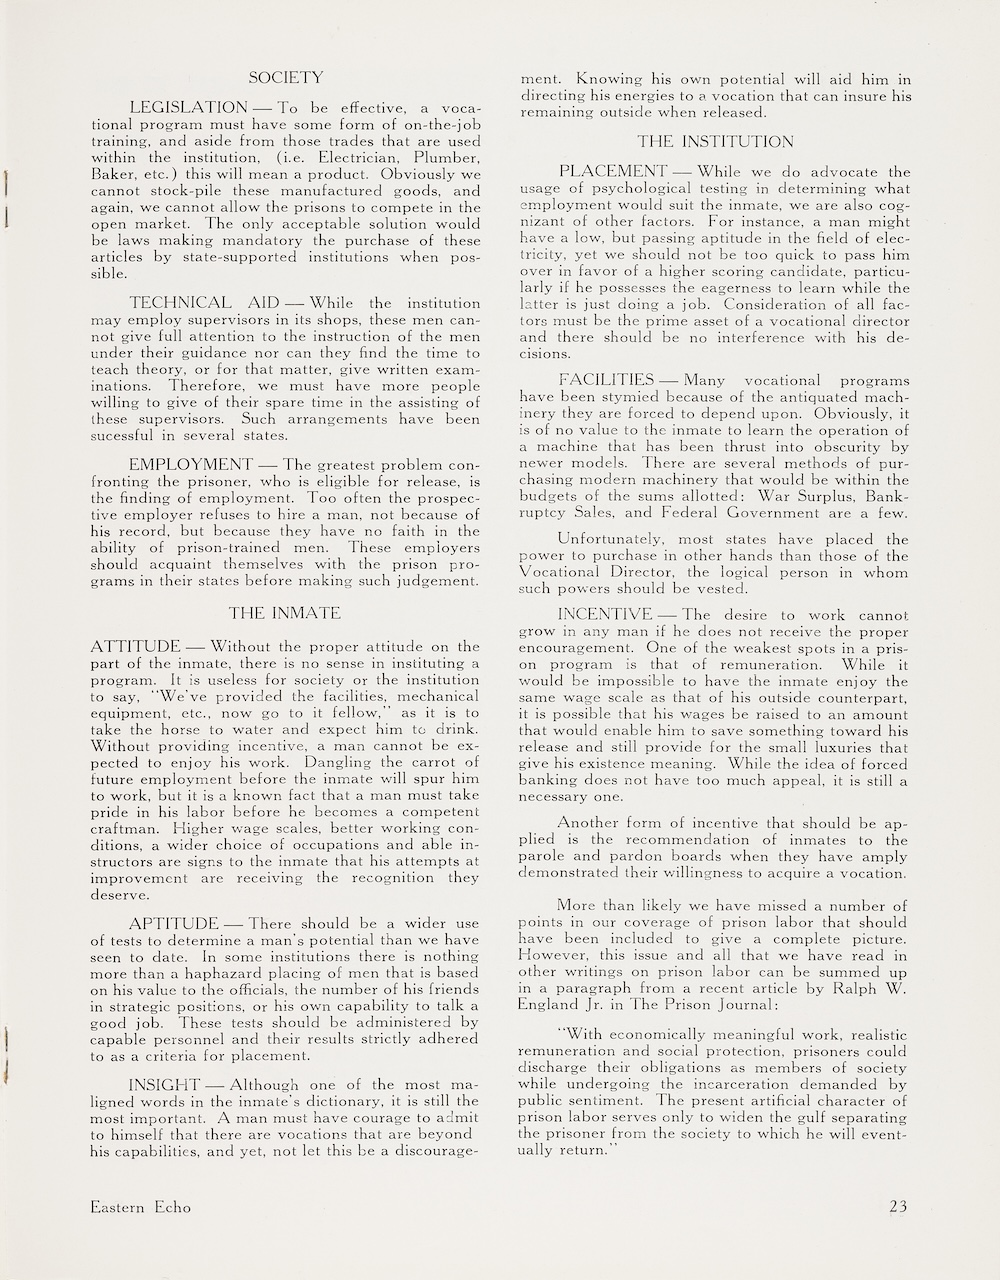 SOCIETY
LEGISLATION — To be effective, a voca-
tional program must have some form of on-the-job
training, and aside from those trades that are used
within the institution, (i.e. Electrician, Plumber,
Baker, etc.) this will mean a product. Obviously we
cannot stock-pile these manufactured goods, and
again, we cannot allow the prisons to compete in the
open market. The only acceptable solution would
be laws making mandatory the purchase of these
articles by state-supported institutions when pos-
sible.
TECHNICAL AID — While the institution
may employ supervisors in its shops, these men can-
not give full attention to the instruction of the men
under their guidance nor can they find the time to
teach theory, or for that matter, give written exam-
inations. Therefore, we must have more people
willing to give of their spare time in the assisting of
these supervisors. Such arrangements have been
sucessful in several states.
EMPLOYMENT — The greatest problem con-
fronting the prisoner, who is eligible for release, is
the finding of employment. Too often the prospec-
tive employer refuses to hire a man, not because of
his record, but because they have no faith in the
ability of prison-trained men. These employers
should acquaint themselves with the prison pro-
grams in their states before making such judgement.
THE INMATE
ATTITUDE — Without the proper attitude on the
part of the inmate, there is no sense in instituting a
program. It is useless for society or the institution
to say, "We've provided the facilities, mechanical
equipment, etc., now go to it fellow," as it is to
take the horse to water and expect him to drink.
Without providing incentive, a man cannot be ex-
pected to enjoy his work. Dangling the carrot of
future employment before the inmate will spur him
to work, but it is a known fact that a man must take
pride in his labor before he becomes a competent
craftman. Higher wage scales, better working con-
ditions, a wider choice of occupations and able in-
structors are signs to the inmate that his attempts at
improvement are receiving the recognition they
deserve.
APTITUDE — There should be a wider use
of tests to determine a man's potential than we have
seen to date. In some institutions there is nothing
more than a haphazard placing of men that is based
on his value to the officials, the number of his friends
in strategic positions, or his own capability to talk a
good job. These tests should be administered by
capable personnel and their results strictly adhered
to as a criteria for placement.
INSIGHT — Although one of the most ma-
ligned words in the inmate's dictionary, it is still the
most important. A man must have courage to admit
to himself that there are vocations that are beyond
his capabilities, and yet, not let this be a discourage-
ment. Knowing his own potential will aid him in
directing his energies to a vocation that can insure his
remaining outside when released.
THE INSTITUTION
PLACEMENT — While we do advocate the
usage of psychological testing in determining what
employment would suit the inmate, we are also cog-
nizant of other factors. For instance, a man might
have a low, but passing aptitude in the field of elec-
tricity, yet we should not be too quick to pass him
over in favor of a higher scoring candidate, particu-
larly if he possesses the eagerness to learn while the
latter is just doing a job. Consideration of all fac-
tors must be the prime asset of a vocational director
and there should be no interference with his de-
cisions.
FACILITIES — Many vocational programs
have been stymied because of the antiquated mach-
inery they are forced to depend upon. Obviously, it
is of no value to the inmate to learn the operation of
a machine that has been thrust into obscurity by
newer models. There are several methods of pur-
chasing modern machinery that would be within the
budgets of the sums allotted: War Surplus, Bank-
ruptcy Sales, and Federal Government are a few.
Unfortunately, most states have placed the
power to purchase in other hands than those of the
Vocational Director, the logical person in whom
such powers should be vested.
INCENTIVE — The desire to work cannot
grow in any man if he does not receive the proper
encouragement. One of the weakest spots in a pris-
on program is that of remuneration. While it
would be impossible to have the inmate enjoy the
same wage scale as that of his outside counterpart,
it is possible that his wages be raised to an amount
that would enable him to save something toward his
release and still provide for the small luxuries that
give his existence meaning. While the idea of forced
banking does not have too much appeal, it is still a
necessary one.
Another form of incentive that should be ap-
plied is the recommendation of inmates to the
parole and pardon boards when they have amply
demonstrated their willingness to acquire a vocation.
More than likely we have missed a number of
points in our coverage of prison labor that should
have been included to give a complete picture.
However, this issue and all that we have read in
other writings on prison labor can be summed up
in a paragraph from a recent article by Ralph W.
England Jr. in The Prison Journal:
"With economically meaningful work, realistic
remuneration and social protection, prisoners could
discharge their obligations as members of society
while undergoing the incarceration demanded by
public sentiment. The present artificial character of
prison labor serves only to widen the gulf separating
the prisoner from the society to which he will event-
ually return."
Eastern Echo
23